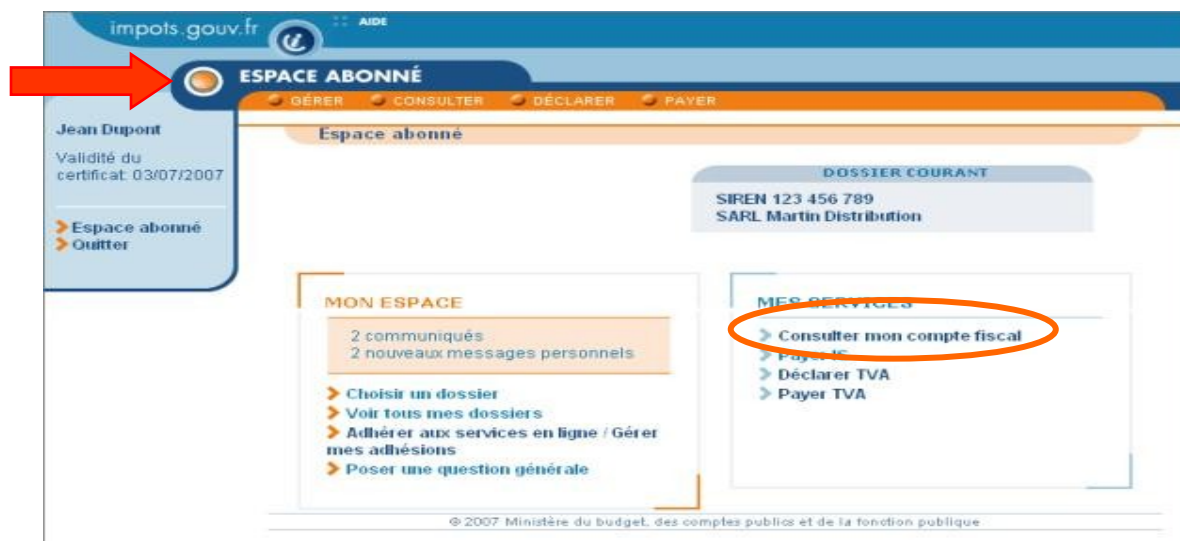 impots.gouv.fr
AIDE
ESPACE ABONNÉ
GÉRER CONSULTER DÉCLARER PAYER
Jean Dupont
Validité du
certificat: 03/07/2007
Espace abonné
Quitter
Espace abonné
DOSSIER COURANT
SIREN 123 456 789
SARL Martin Distribution
MON ESPACE
2 communiqués
2 nouveaux messages personnels
Choisir un dossier
Voir tous mes dossiers
Adhérer aux services en ligne / Gérer
mes adhésions
Poser une question générale
MES SERVICES
Consulter mon compte fiscal
Payer IS
Déclarer TVA
Payer TVA
© 2007 Ministère du budget, des comptes publics et de la fonction publique